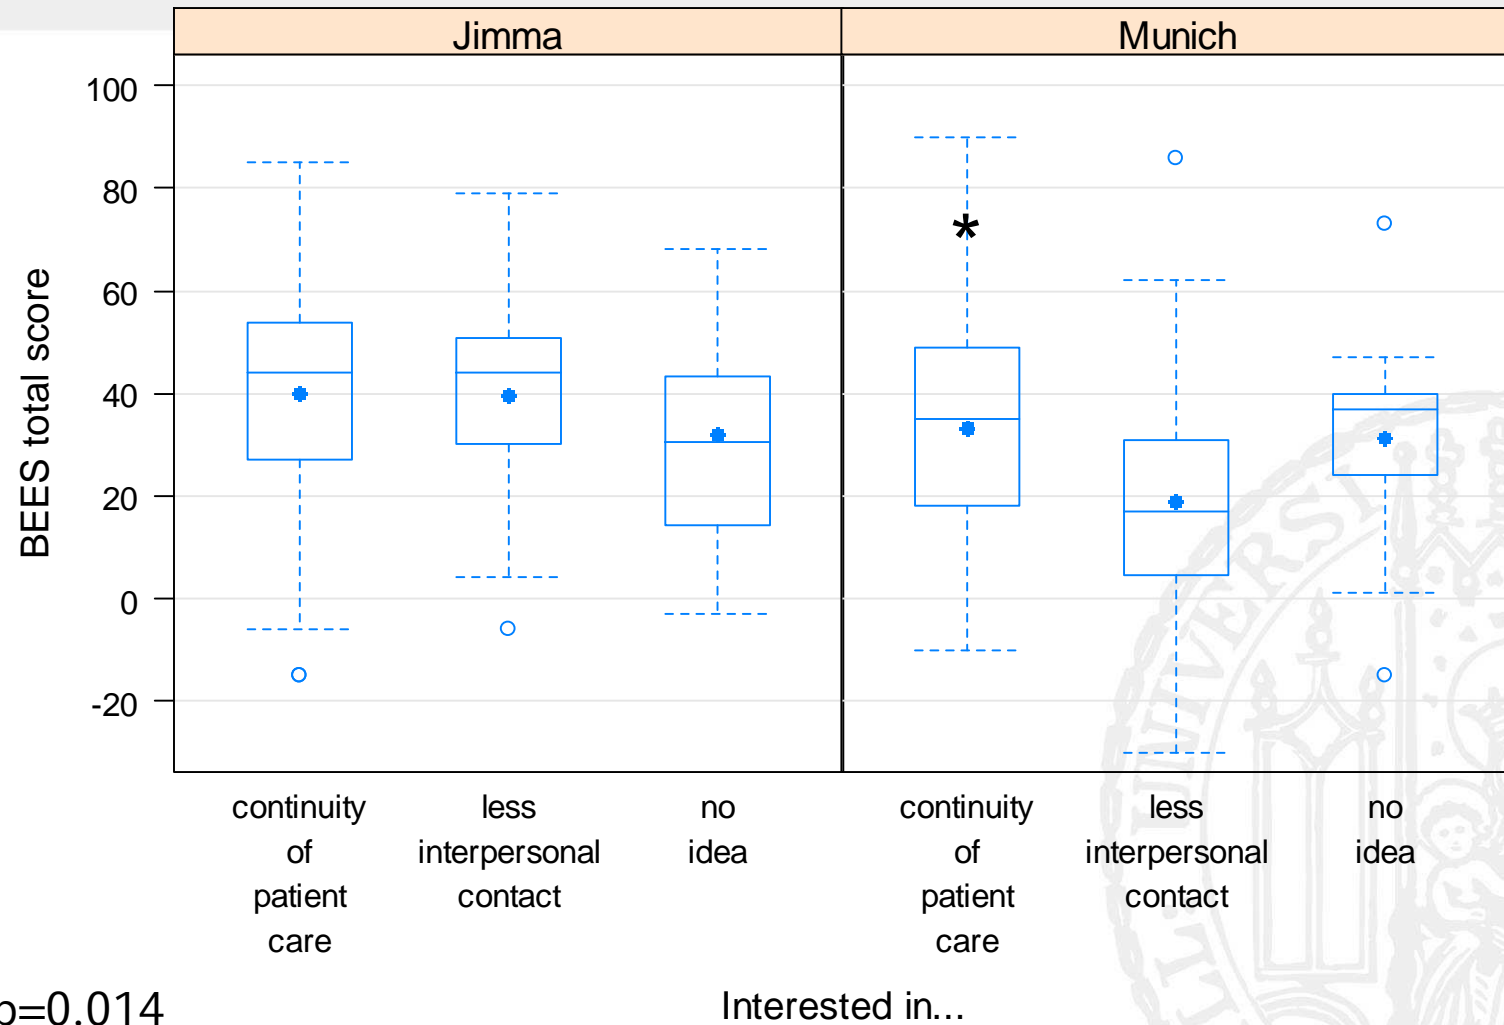 Jimma
Munich
100
80
60
40
20
0
-20
BEES total score
*
continuity
of
patient
care
less
interpersonal
contact
no
idea
continuity
of
patient
care
less
interpersonal
contact
no
idea
p=0.014
Interested in...